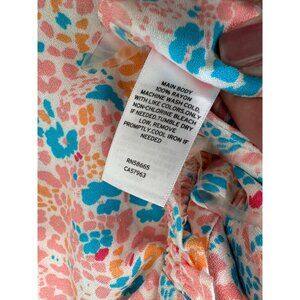 MAIN BODY
100% RAYON
MACHINE WASH COLD,
WITH LIKE COLORS,ONLY
NON-CHLORINE BLEACH
IF NEEDED.TUMBLE DRY
LOW. REMOVE
PROMPTLY.COOL IRON IF
NEEDED
RN58665
CA57963